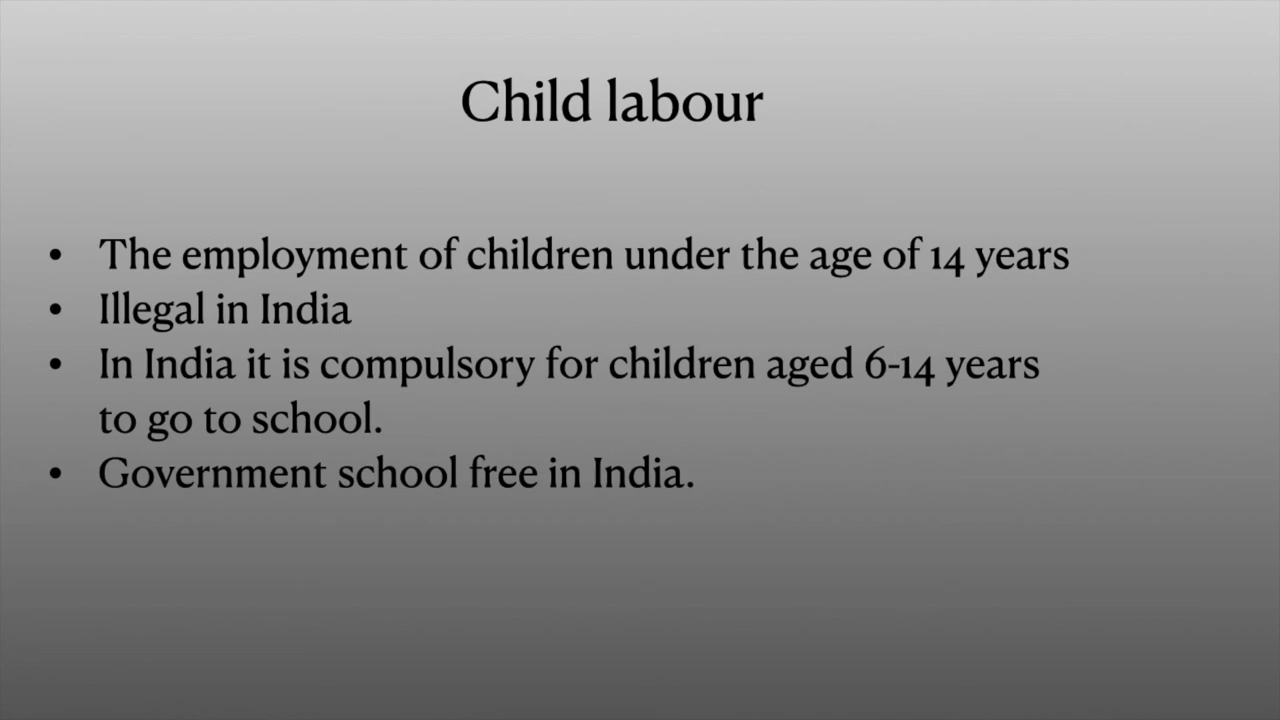 Child labour
• The employment of children under the age of 14 years
• Illegal in India
• In India it is compulsory for children aged 6-14 years
to go to school.
• Government school free in India.